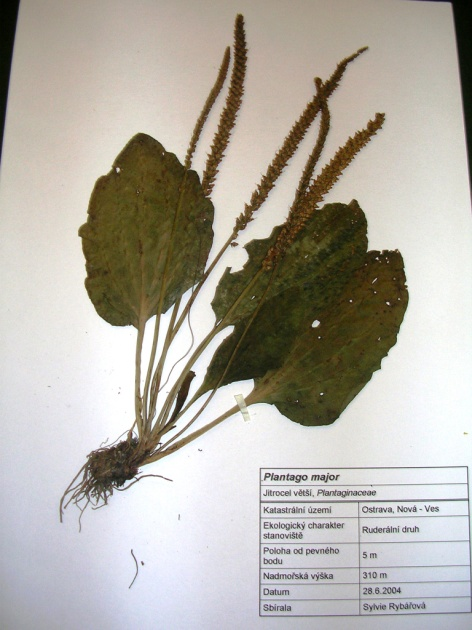 Plantago major
Jitrocel větší, Plantaginaceae
Katastrální území Ostrava, Nová - Ves
Ekologický charakter stanoviště Ruderální druh
Poloha od pevného bodu 5 m
Nadmořská výška 310 m
Datum 28.6.2004
Sbírala Sylvie Rybářová